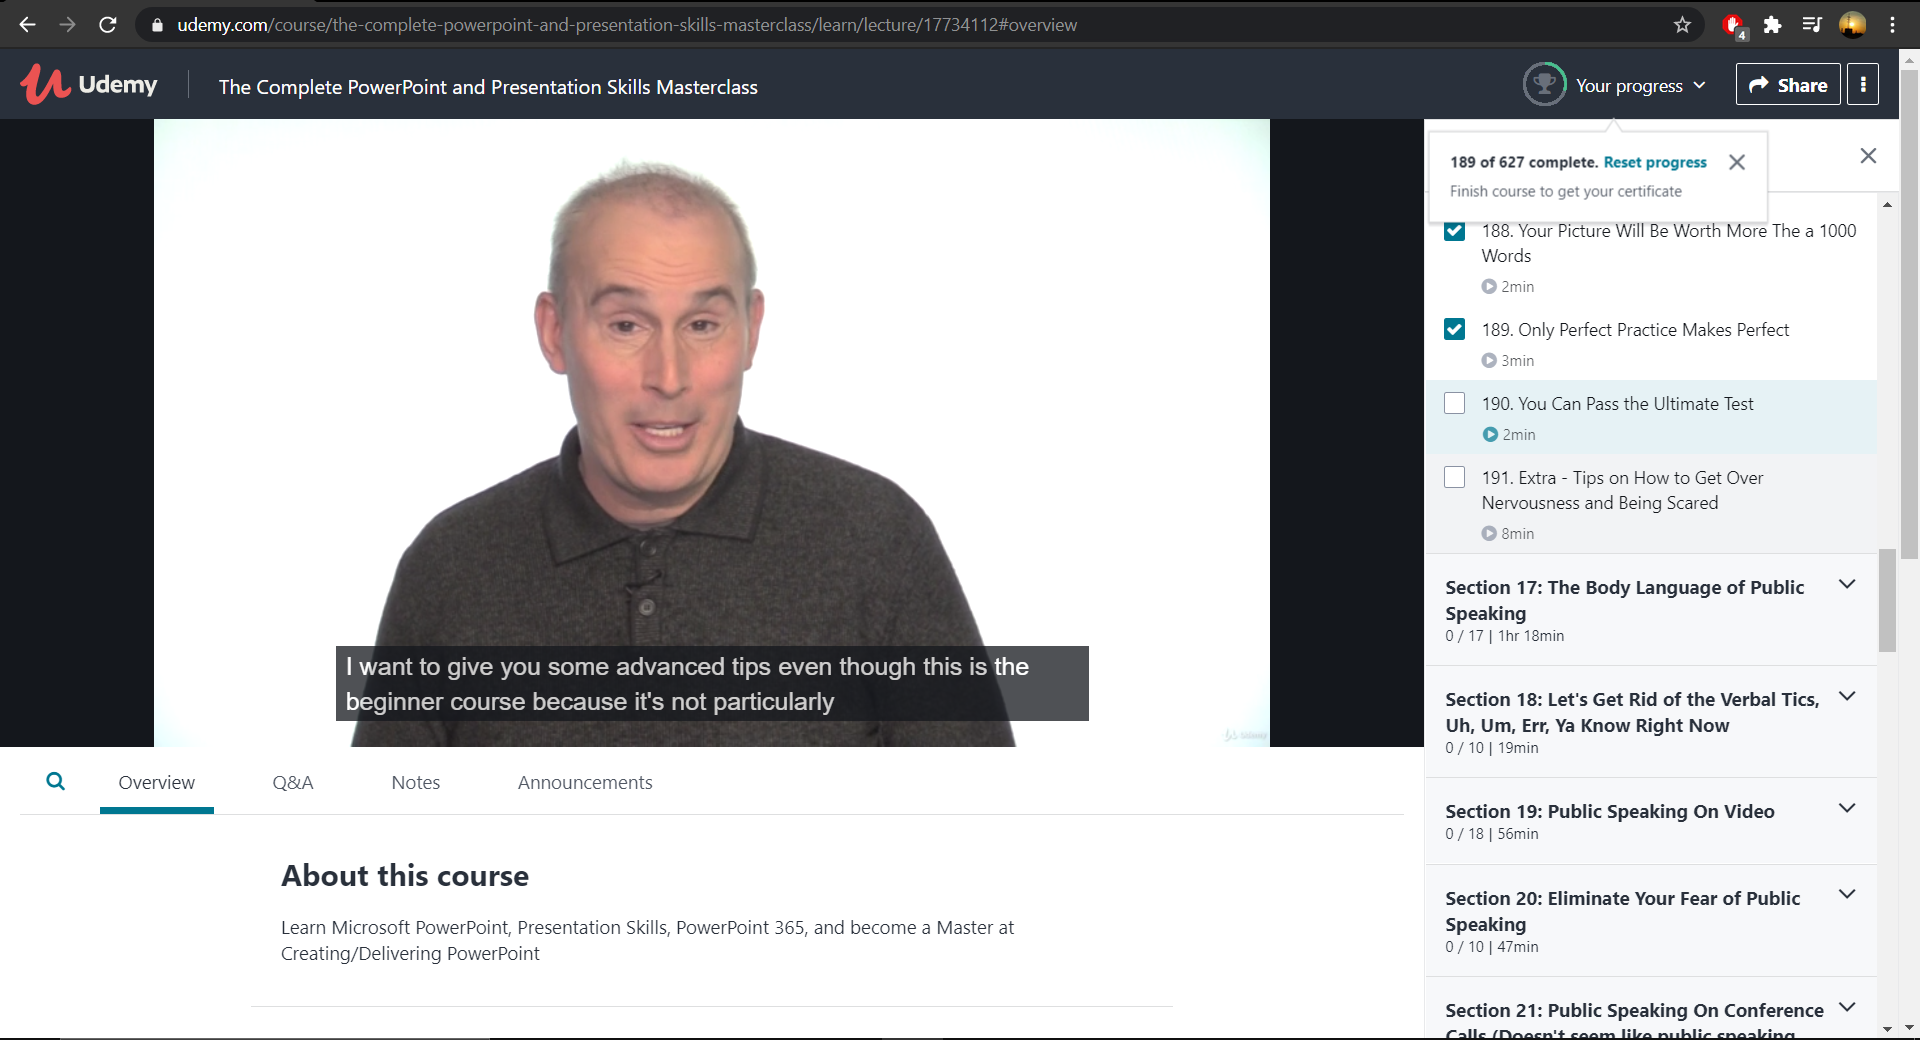 udemy.com/course/the-complete-powerpoint-and-presentation-skills-masterclass/learn/lecture/17734112#overview
4
Udemy
The Complete PowerPoint and Presentation Skills Masterclass
Your progress
Share
189 of 627 complete. Reset progress
Finish course to get your certificate
188. Your Picture Will Be Worth More The a 1000
Words
2min
189. Only Perfect Practice Makes Perfect
3min
190. You Can Pass the Ultimate Test
2min
191. Extra - Tips on How to Get Over
Nervousness and Being Scared
8min
Section 17: The Body Language of Public
Speaking
0 / 17 | 1hr 18min
Section 18: Let's Get Rid of the Verbal Tics,
Uh, Um, Err, Ya Know Right Now
0 / 10 | 19min
Section 19: Public Speaking On Video
0 / 18 | 56min
Section 20: Eliminate Your Fear of Public
Speaking
0 / 10 | 47min
Section 21: Public Speaking On Conference
Calls (Doesn't seem like public speaking
I want to give you some advanced tips even though this is the
beginner course because it's not particularly
Udemy
Overview
Q&A
Notes
Announcements
About this course
Learn Microsoft PowerPoint, Presentation Skills, PowerPoint 365, and become a Master at
Creating/Delivering PowerPoint